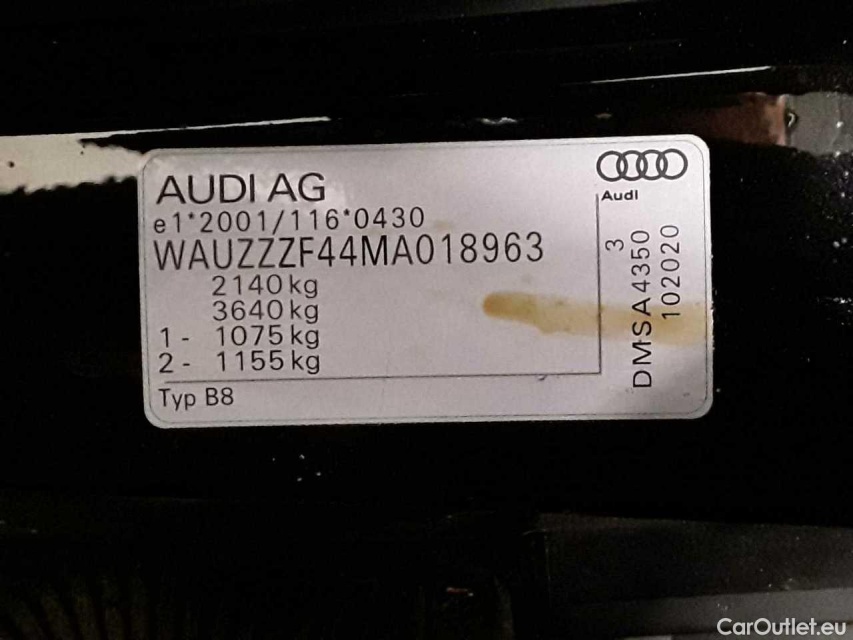 AUDI AG
e1*2001/116*0430
WAUZZZF44MA018963
2140 kg
3640 kg
1 - 1075 kg
2 - 1155 kg
Typ B8
Audi
3
DMSA4350
102020
CarOutlet.eu